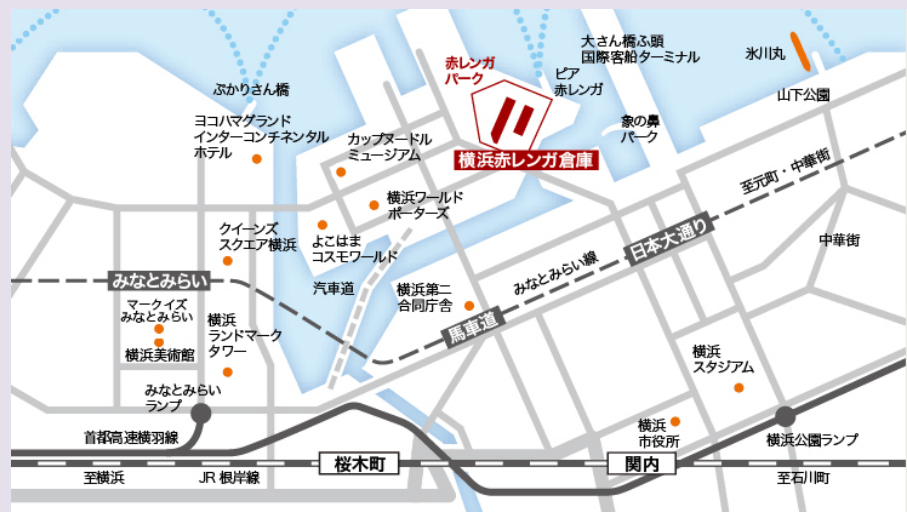 ぷかりさん橋
ヨコハマグランド
インターコンチネンタル
ホテル
カップヌードル
ミュージアム
赤レンガ
パーク
ピア
赤レンガ
大さん橋ふ頭
国際客船ターミナル
氷川丸
山下公園
象の鼻
パーク
横浜赤レンガ倉庫
至元町・中華街
横浜ワールド
ポーターズ
クイーンズ
スクエア横浜
よこはま
コスモワールド
日本大通り
中華街
みなとみらい
汽車道
横浜第二
合同庁舎
みなとみらい線
馬車道
マークイズ
みなとみらい
横浜美術館
横浜
ランドマーク
タワー
横浜
スタジアム
みなとみらい
ランプ
横浜
市役所
横浜公園ランプ
首都高速横羽線
桜木町
関内
至横浜
JR 根岸線
至石川町